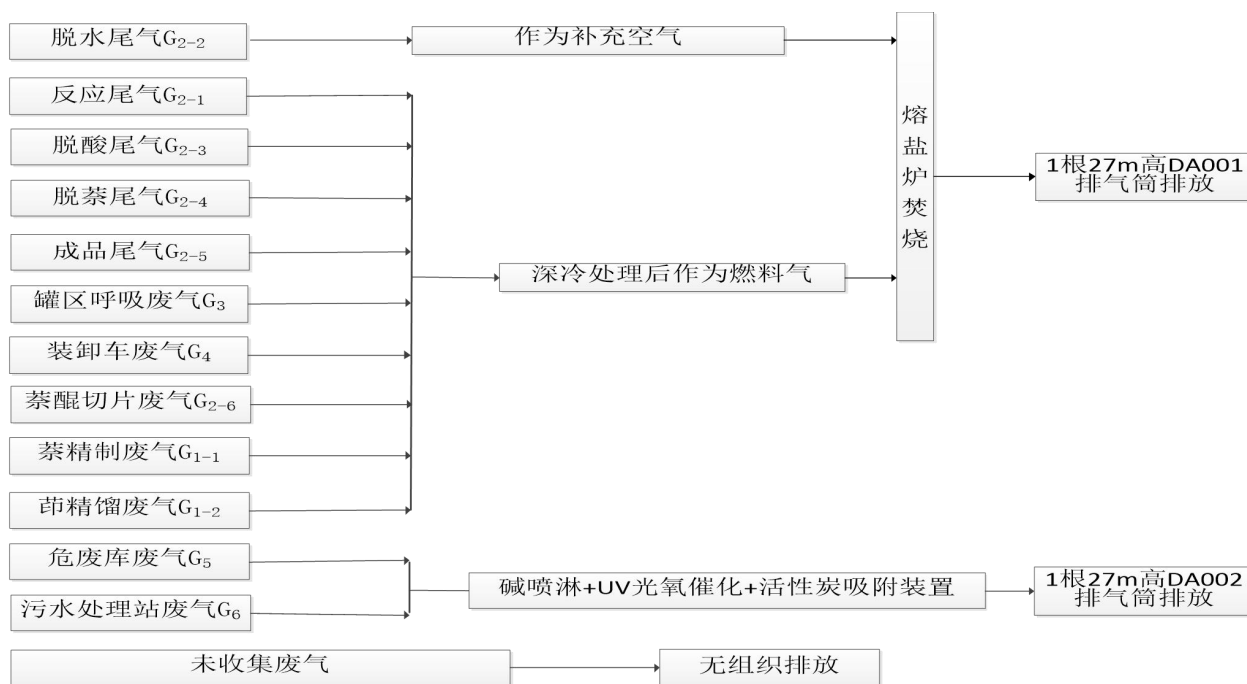 脱水尾气G2-2
作为补充空气
反应尾气G2-1
脱酸尾气G2-3
脱萘尾气G2-4
成品尾气G2-5
罐区呼吸废气G3
装卸车废气G4
萘醌切片废气G2-6
萘精制废气G1-1
茚精馏废气G1-2
深冷处理后作为燃料气
熔盐炉焚烧
1根27m高DA001
排气筒排放
危废库废气G5
污水处理站废气G6
碱喷淋+UV光氧催化+活性炭吸附装置
1根27m高DA002
排气筒排放
未收集废气
无组织排放